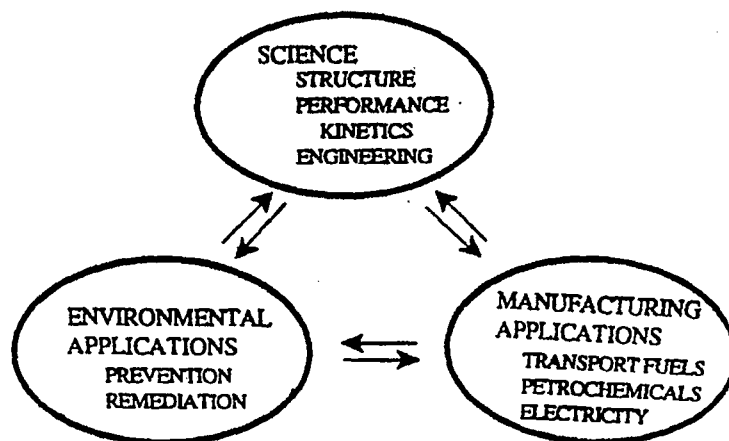 SCIENCE
STRUCTURE
PERFORMANCE
KINETICS
ENGINEERING
ENVIRONMENTAL
APPLICATIONS
PREVENTION
REMEDIATION
MANUFACTURING
APPLICATIONS
TRANSPORT FUELS
PETROCHEMICALS
ELECTRICITY